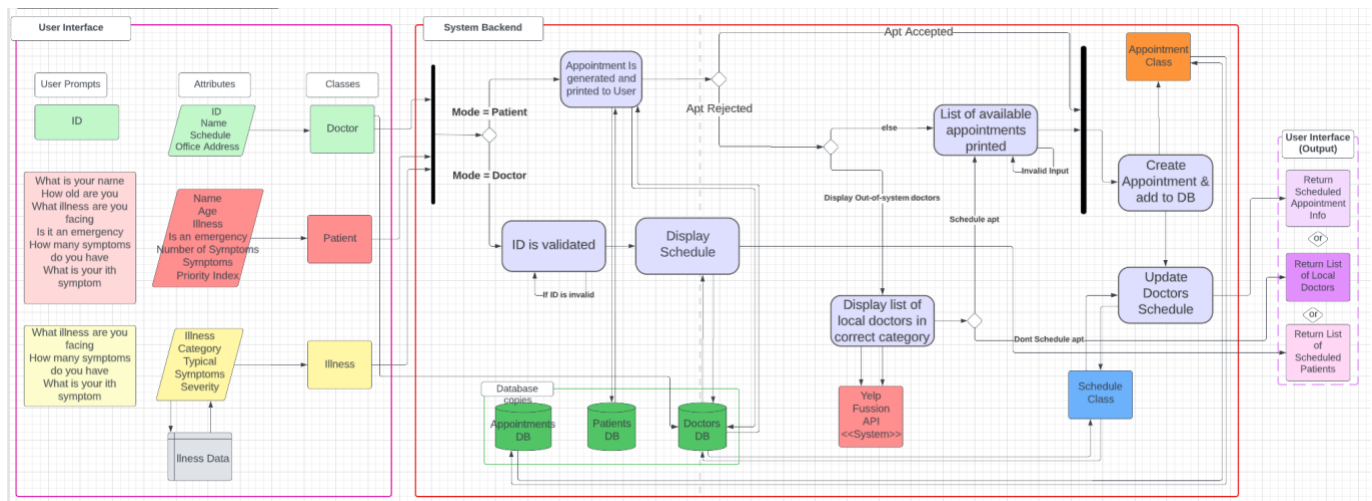 User Interface
User Prompts
Attributes
Classes
ID
ID
Name
Schedule
Office Address
Doctor
What is your name
How old are you
What illness are you
facing
Is it an emergency
How many symptoms
do you have
What is your ith
symptom
Name
Age
Illness
Is an emergency
Number of Symptoms
Symptoms
Priority Index
Patient
What illness are you
facing
How many symptoms
do you have
What is your ith
symptom
Illness
Category
Typical
Symptoms
Severity
Illness
Ilness Data
System Backend
Mode = Patient
Mode = Doctor
Appointment Is
generated and
printed to User
Apt Accepted
Apt Rejected
else
List of available
appointments
printed
Invalid Input
Display Out-of-system doctors
Schedule apt
ID is validated
If ID is invalid
Display
Schedule
Display list of
local doctors in
correct category
Dont Schedule apt
Yelp
Fussion
API
<<System>>
Database
copies
Appointments
DB
Patients
DB
Doctors
DB
Appointment
Class
Create
Appointment &
add to DB
Update
Doctors
Schedule
Schedule
Class
User Interface
(Output)
Return
Scheduled
Appointment
Info
or
Return List
of Local
Doctors
or
Return List
of
Scheduled
Patients